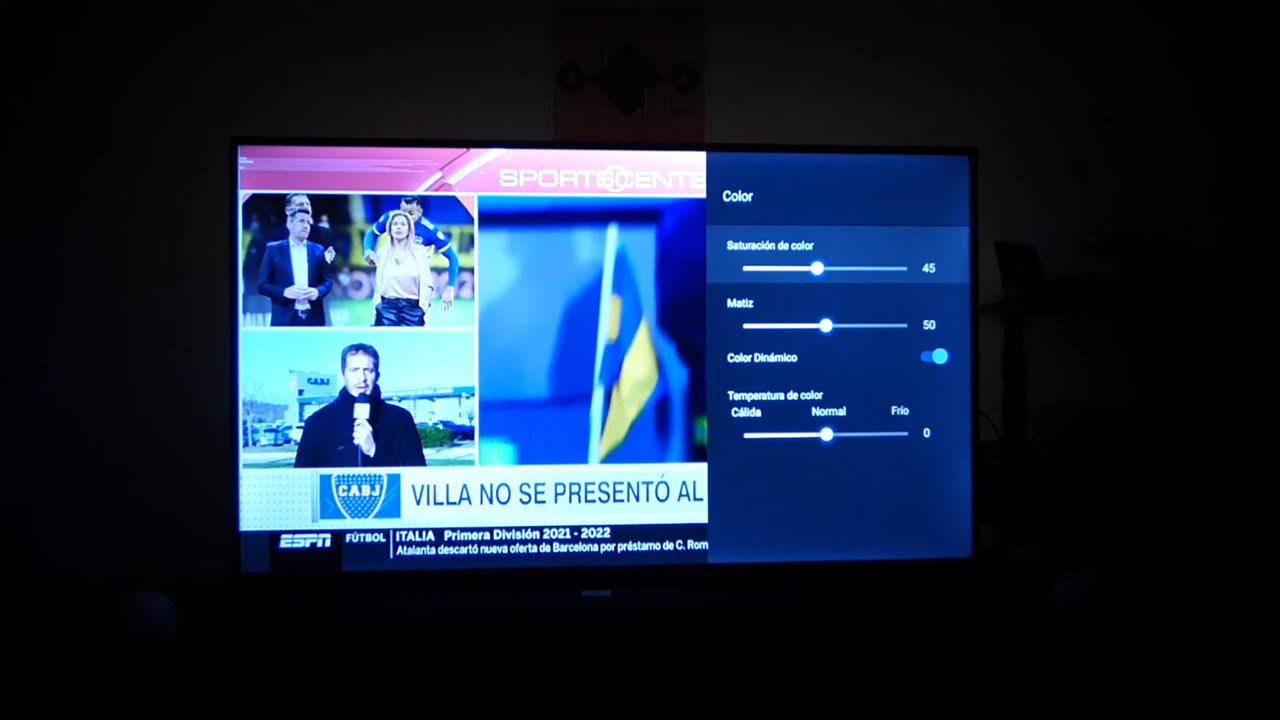 SPORTSCENTE
CABJ
CABJ
VILLA NO SE PRESENTÓ AL
ESPN
FÚTBOL
ITALIA Primera División 2021 - 2022
Atalanta descartó nueva oferta de Barcelona por préstamo de C. Rom
Color
Saturación de color
45
Matiz
50
Color Dinámico
Temperatura de color
Cálida Normal Frío
0